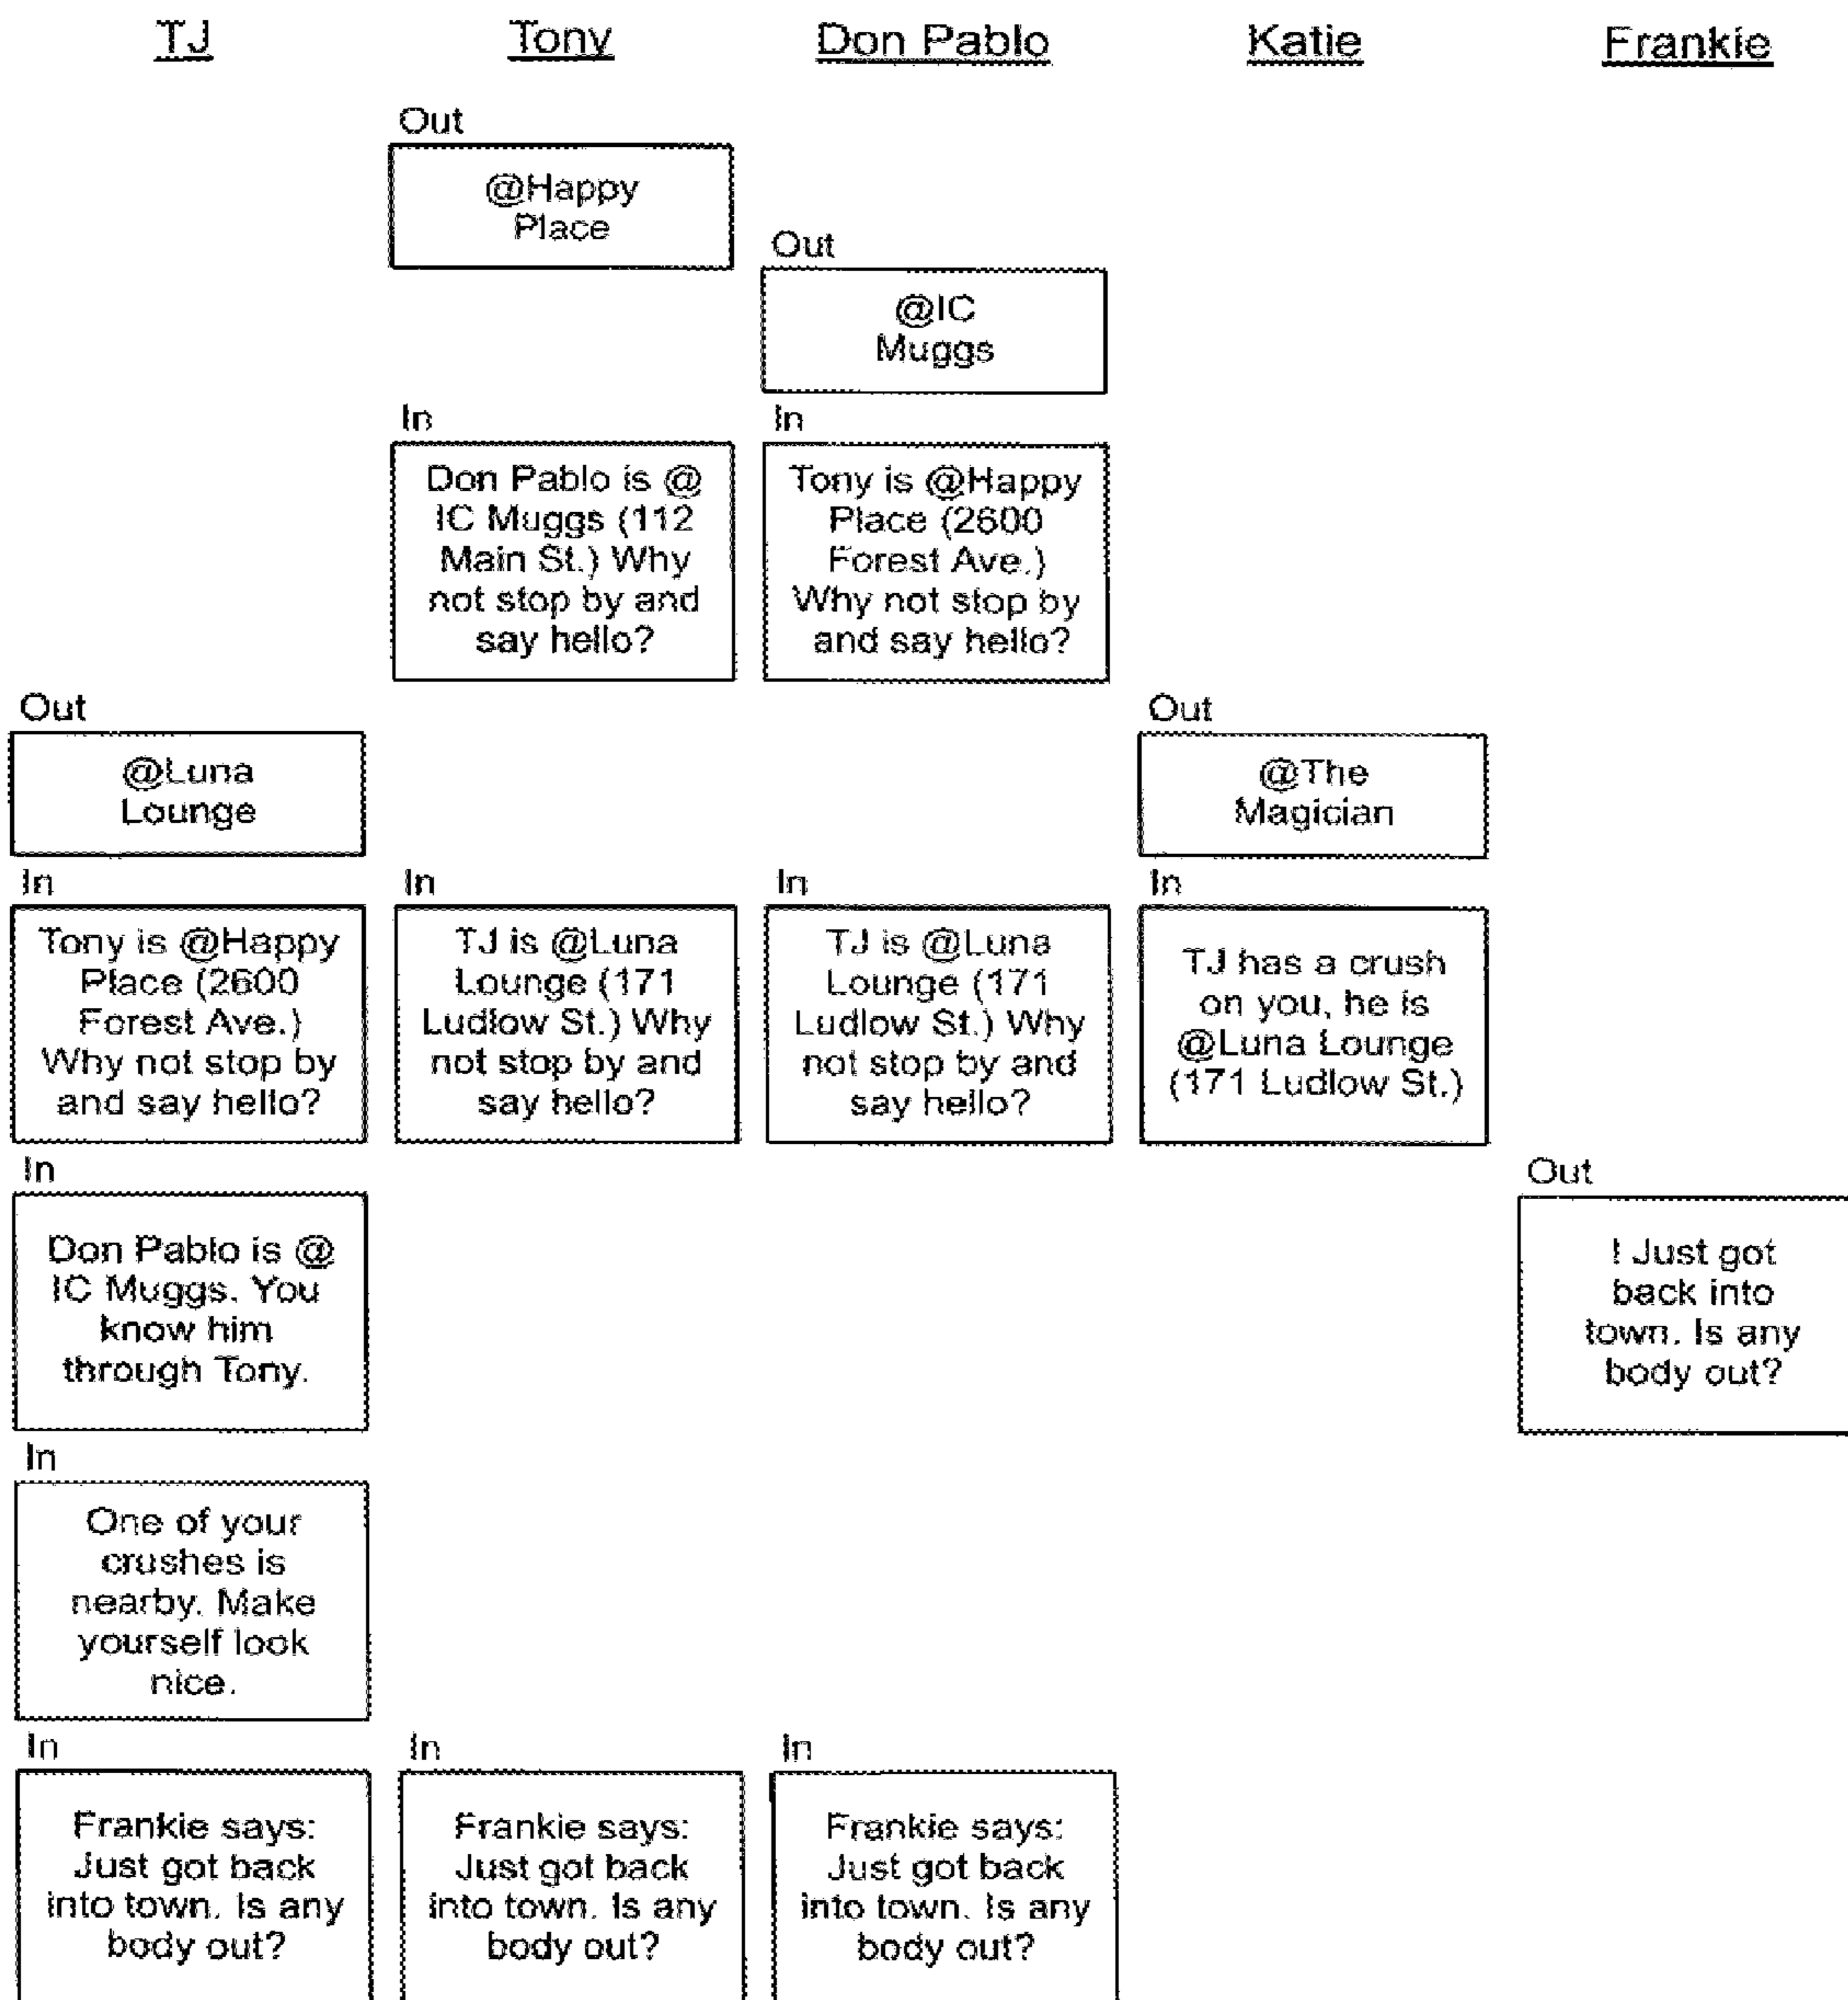 TJ Tony Don Pablo Katie Frankie
Out
@Happy
Place
Out
@IC
Muggs
In
Don Pablo is @
IC Muggs (112
Main St.) Why
not stop by and
say hello?
In
Tony is @Happy
Place (2600
Forest Ave.)
Why not stop by
and say hello?
Out
@Luna
Lounge
Out
@The
Magician
In
Tony is @Happy
Place (2600
Forest Ave.)
Why not stop by
and say hello?
In
TJ is @Luna
Lounge (171
Ludlow St.) Why
not stop by and
say hello?
In
TJ is @Luna
Lounge (171
Ludlow St.) Why
not stop by and
say hello?
In
TJ has a crush
on you, he is
@Luna Lounge
(171 Ludlow St.)
In
Don Pablo is @
IC Muggs. You
know him
through Tony.
Out
! Just got
back into
town. Is any
body out?
In
One of your
crushes is
nearby. Make
yourself look
nice.
In
Frankie says:
Just got back
into town. Is any
body out?
In
Frankie says:
Just got back
into town. Is any
body out?
In
Frankie says:
Just got back
into town. Is any
body out?